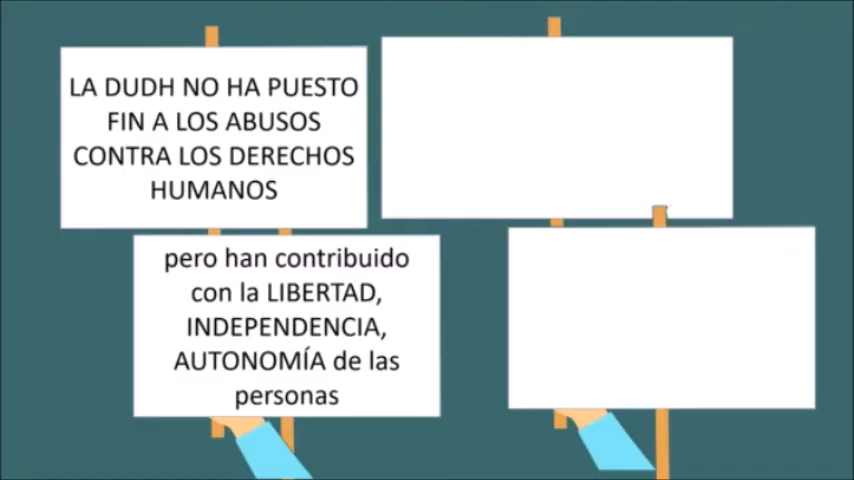 LA DUDH NO HA PUESTO
FIN A LOS ABUSOS
CONTRA LOS DERECHOS
HUMANOS
pero han contribuido
con la LIBERTAD,
INDEPENDENCIA,
AUTONOMÍA de las
personas